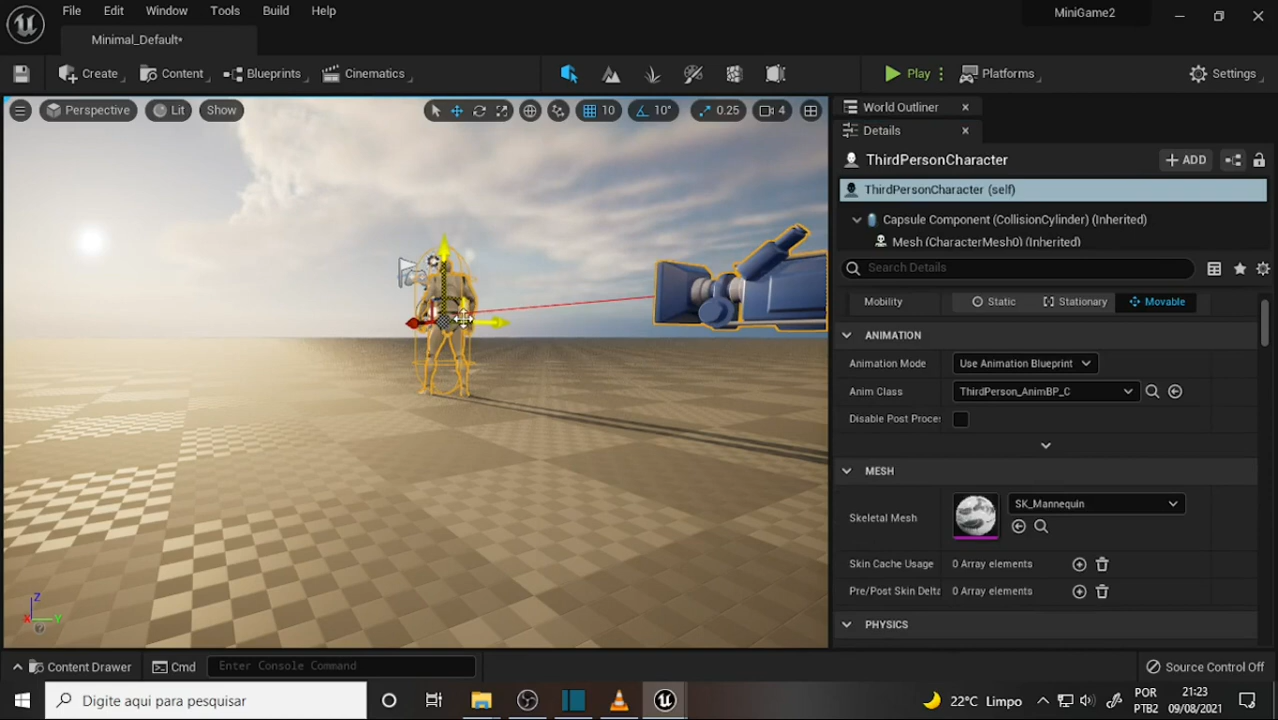 File Edit Window Tools Build Help
MiniGame2
Minimal_Default•
Create Content Blueprints Cinematics Play Platforms Settings
Perspective Lit Show 10 10° 0.25 4
World Outliner
Details
ThirdPersonCharacter
+ ADD
ThirdPersonCharacter (self)
Capsule Component (CollisionCylinder) (Inherited)
Mesh (CharacterMesh0) (Inherited)
Search Details
Mobility Static Stationary Movable
ANIMATION
Animation Mode Use Animation Blueprint
Anim Class ThirdPerson_AnimBP_C
Disable Post Proces
MESH
Skeletal Mesh SK_Mannequin
Skin Cache Usage 0 Array elements
Pre/Post Skin Delta 0 Array elements
PHYSICS
Z
X Y
Content Drawer Cmd Enter Console Command Source Control Off
Digite aqui para pesquisar
22°C Limpo
POR
PTB2
21:23
09/08/2021